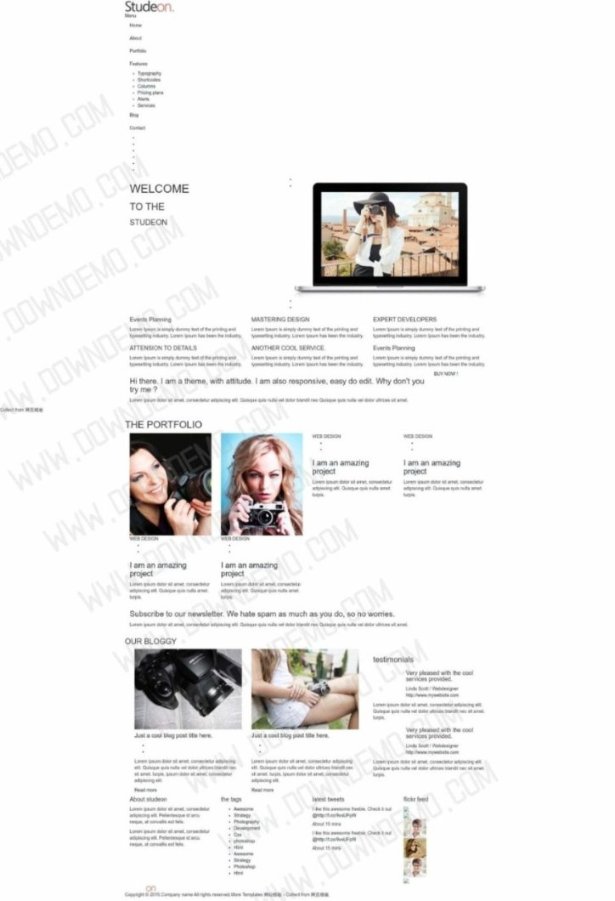 Studeon.
Menu
Home
About
Portfolio
Features
Typography
Shortcodes
Columns
Pricing plans
Alerts
Services
Blog
Contact
WELCOME
TO THE
STUDEON
Events Planning
Lorem Ipsum is simply dummy text of the printing and
typesetting industry. Lorem Ipsum has been the industry.
MASTERING DESIGN
Lorem Ipsum is simply dummy text of the printing and
typesetting industry. Lorem Ipsum has been the industry.
EXPERT DEVELOPERS
Lorem Ipsum is simply dummy text of the printing and
typesetting industry. Lorem Ipsum has been the industry.
ATTENSION TO DETAILS
Lorem Ipsum is simply dummy text of the printing and
typesetting industry. Lorem Ipsum has been the industry.
ANOTHER COOL SERVICE.
Lorem Ipsum is simply dummy text of the printing and
typesetting industry. Lorem Ipsum has been the industry.
Events Planning
Lorem Ipsum is simply dummy text of the printing and
typesetting industry. Lorem Ipsum has been the industry.
BUY NOW !
Hi there. I am a theme, with attitude. I am also responsive, easy do edit. Why don't you
try me ?
Lorem ipsum dolor sit amet, consectetur adipiscing elit. Quisque quis nulla vel dolor blandit nec Quisque quis nulla vel dolor ultrices sit amet.
Collect from 网页模板
THE PORTFOLIO
WEB DESIGN
I am an amazing
project
Lorem ipsum dolor sit amet, consectetur
adipiscing elit. Quisque quis nulla amet
turpis.
WEB DESIGN
I am an amazing
project
Lorem ipsum dolor sit amet, consectetur
adipiscing elit. Quisque quis nulla amet
turpis.
WEB DESIGN
I am an amazing
project
Lorem ipsum dolor sit amet, consectetur
adipiscing elit. Quisque quis nulla amet
turpis.
WEB DESIGN
I am an amazing
project
Lorem ipsum dolor sit amet, consectetur
adipiscing elit. Quisque quis nulla amet
turpis.
Subscribe to our newsletter. We hate spam as much as you do, so no worries.
Lorem ipsum dolor sit amet, consectetur adipiscing elit. Quisque quis nulla vel dolor blandit nec Quisque quis nulla vel dolor ultrices sit amet.
OUR BLOGGY
Just a cool blog post title here.
Lorem ipsum dolor sit amet, consectetur adipiscing
elit. Quisque quis nulla vel dolor ultrices blandit nec
sit amet. turpis, ipsum dolor sit amet, consectetur
adipiscing elit.
Read more
Just a cool blog post title here.
Lorem ipsum dolor sit amet, consectetur adipiscing
elit. Quisque quis nulla vel dolor ultrices blandit nec
sit amet. turpis, ipsum dolor sit amet, consectetur
adipiscing elit.
Read more
testimonials
Very pleased with the cool
services provided.
Linda Scott / Webdesigner
http://www.mywebsite.com
Lorem ipsum dolor sit amet, consectetur adipiscing elit.
Quisque quis nulla vel dolor ultrices blandit nec sit amet.
turpis.
Very pleased with the cool
services provided.
Linda Scott / Webdesigner
http://www.mywebsite.com
Lorem ipsum dolor sit amet, consectetur adipiscing elit.
Quisque quis nulla vel dolor ultrices blandit nec sit amet.
turpis.
About studeon
Lorem ipsum dolor sit amet, consectetur
adipiscing elit. Pellentesque id arcu
neque, at convallis est felis.
Lorem ipsum dolor sit amet, consectetur
adipiscing elit. Pellentesque id arcu
neque, at convallis est felis.
the tags
Awesome
Strategy
Photography
Development
Css
photoshop
Html
Awesome
Strategy
Photoshop
Html
latest tweets
I like this awesome freebie. Check it out
About 15 mins
I like this awesome freebie. Check it out
About 15 mins
flickr feed
on
Copyright © 2015.Company name All rights reserved.More Templates 网站模板 - Collect from 网页模板
WWW.DOWNDEMO.COM